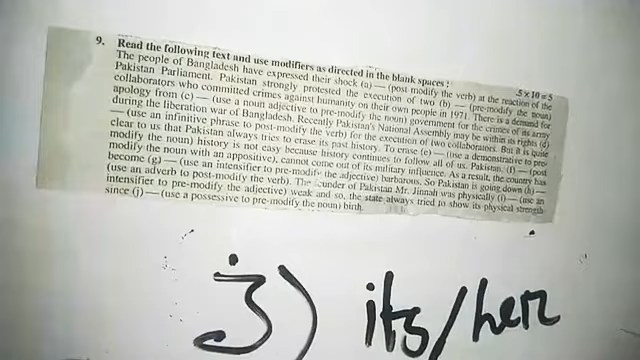 9. Read the following text and use modifiers as directed in the blank spaces: .5×10=5
The people of Bangladesh have expressed their shock (a) — (post-modify the verb) at the reaction of the
Pakistan Parliament. Pakistan strongly protested the execution of two (b) — (pre-modify the noun)
collaborators who committed crimes against humanity on their own people in 1971. There is a demand for
apology from (c) — (use a noun adjective to pre-modify the noun) government for the crimes of its army
during the liberation war of Bangladesh. Recently Pakistan's National Assembly may be within its rights (d)
— (use an infinitive phrase to post-modify the verb) for the execution of two collaborators. But it is quite
clear to us that Pakistan always tries to erase its past history. To erase (e) — (use a demonstrative to pre-
modify the noun) history is not easy because history continues to follow all of us. Pakistan, (f) — (post
modify the noun with an appositive), cannot come out of its military influence. As a result, the country has
become (g) — (use an intensifier to pre-modify the adjective) barbarous. So Pakistan is going down (h) —
(use an adverb to post-modify the verb). The founder of Pakistan Mr. Jinnah was physically (i) — (use an
intensifier to pre-modify the adjective) weak and so, the state always tried to show its physical strength
since (j) — (use a possessive to pre-modify the noun) birth.
j) its/her